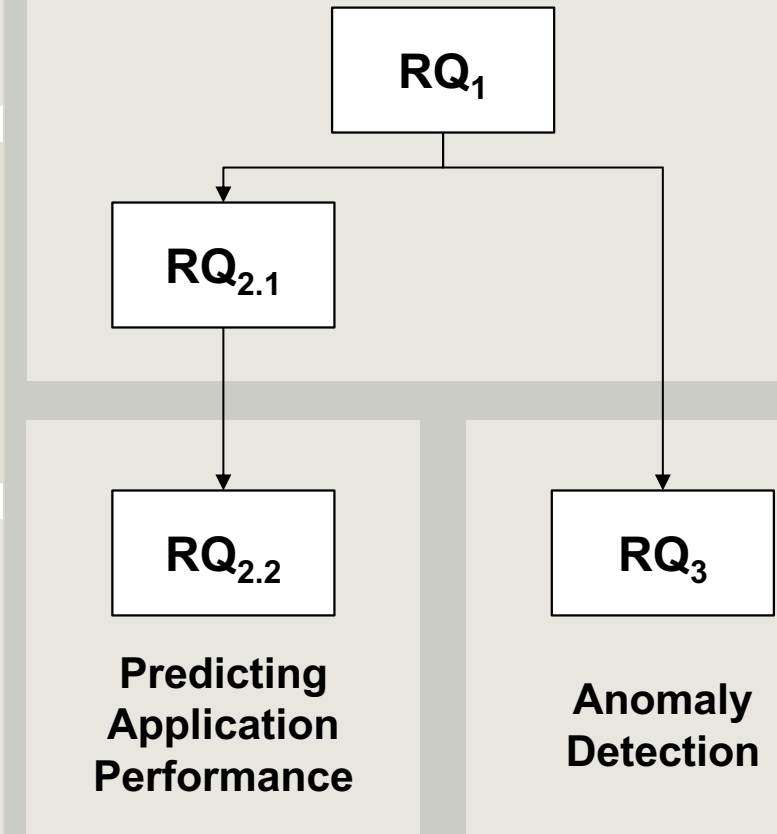 RQ₁
RQ₂.₁
RQ₂.₂
RQ₃
Predicting
Application
Performance
Anomaly
Detection